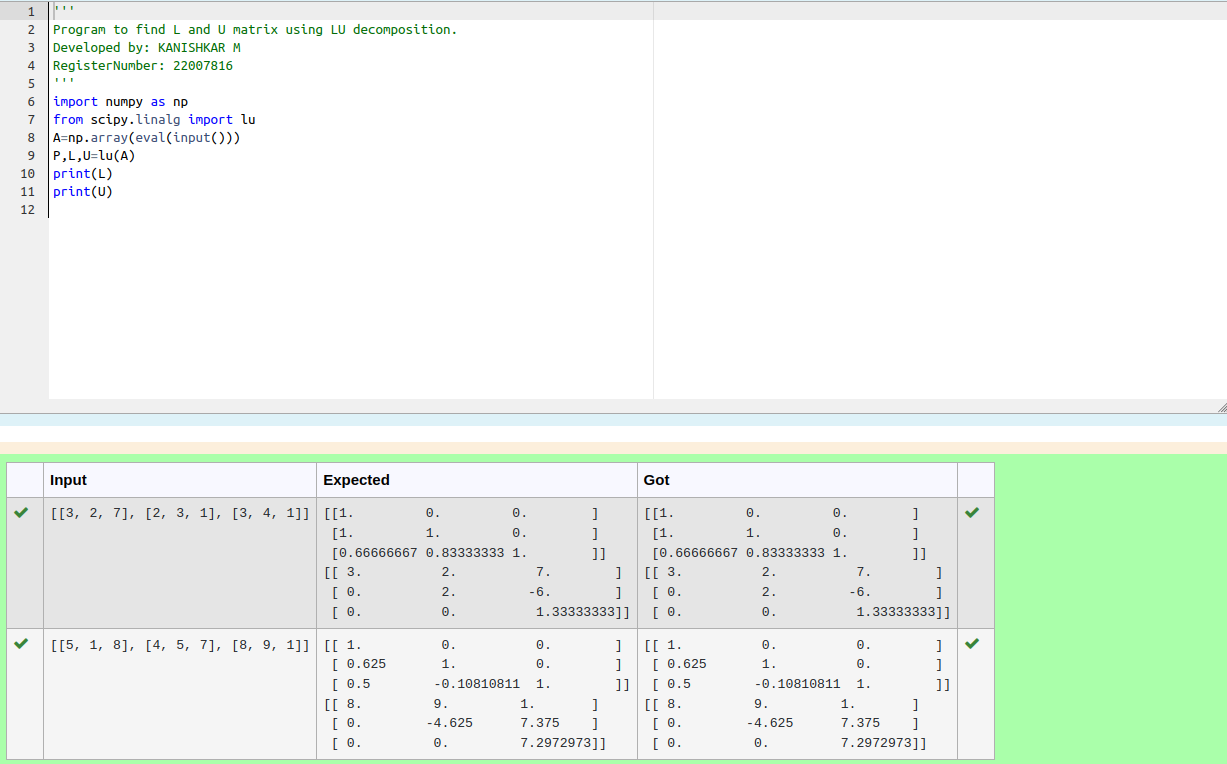 1 '''
2 Program to find L and U matrix using LU decomposition.
3 Developed by: KANISHKAR M
4 RegisterNumber: 22007816
5 '''
6 import numpy as np
7 from scipy.linalg import lu
8 A=np.array(eval(input()))
9 P,L,U=lu(A)
10 print(L)
11 print(U)
12
Input Expected Got
[[3, 2, 7], [2, 3, 1], [3, 4, 1]] [[1. 0. 0. ] [[1. 0. 0. ]
[1. 1. 0. ] [1. 1. 0. ]
[0.66666667 0.83333333 1. ]] [0.66666667 0.83333333 1. ]]
[[ 3. 2. 7. ] [[ 3. 2. 7. ]
[ 0. 2. -6. ] [ 0. 2. -6. ]
[ 0. 0. 1.33333333]] [ 0. 0. 1.33333333]]
[[5, 1, 8], [4, 5, 7], [8, 9, 1]] [[ 1. 0. 0. ] [[ 1. 0. 0. ]
[ 0.625 1. 0. ] [ 0.625 1. 0. ]
[ 0.5 -0.10810811 1. ]] [ 0.5 -0.10810811 1. ]]
[[ 8. 9. 1. ] [[ 8. 9. 1. ]
[ 0. -4.625 7.375 ] [ 0. -4.625 7.375 ]
[ 0. 0. 7.2972973]] [ 0. 0. 7.2972973]]